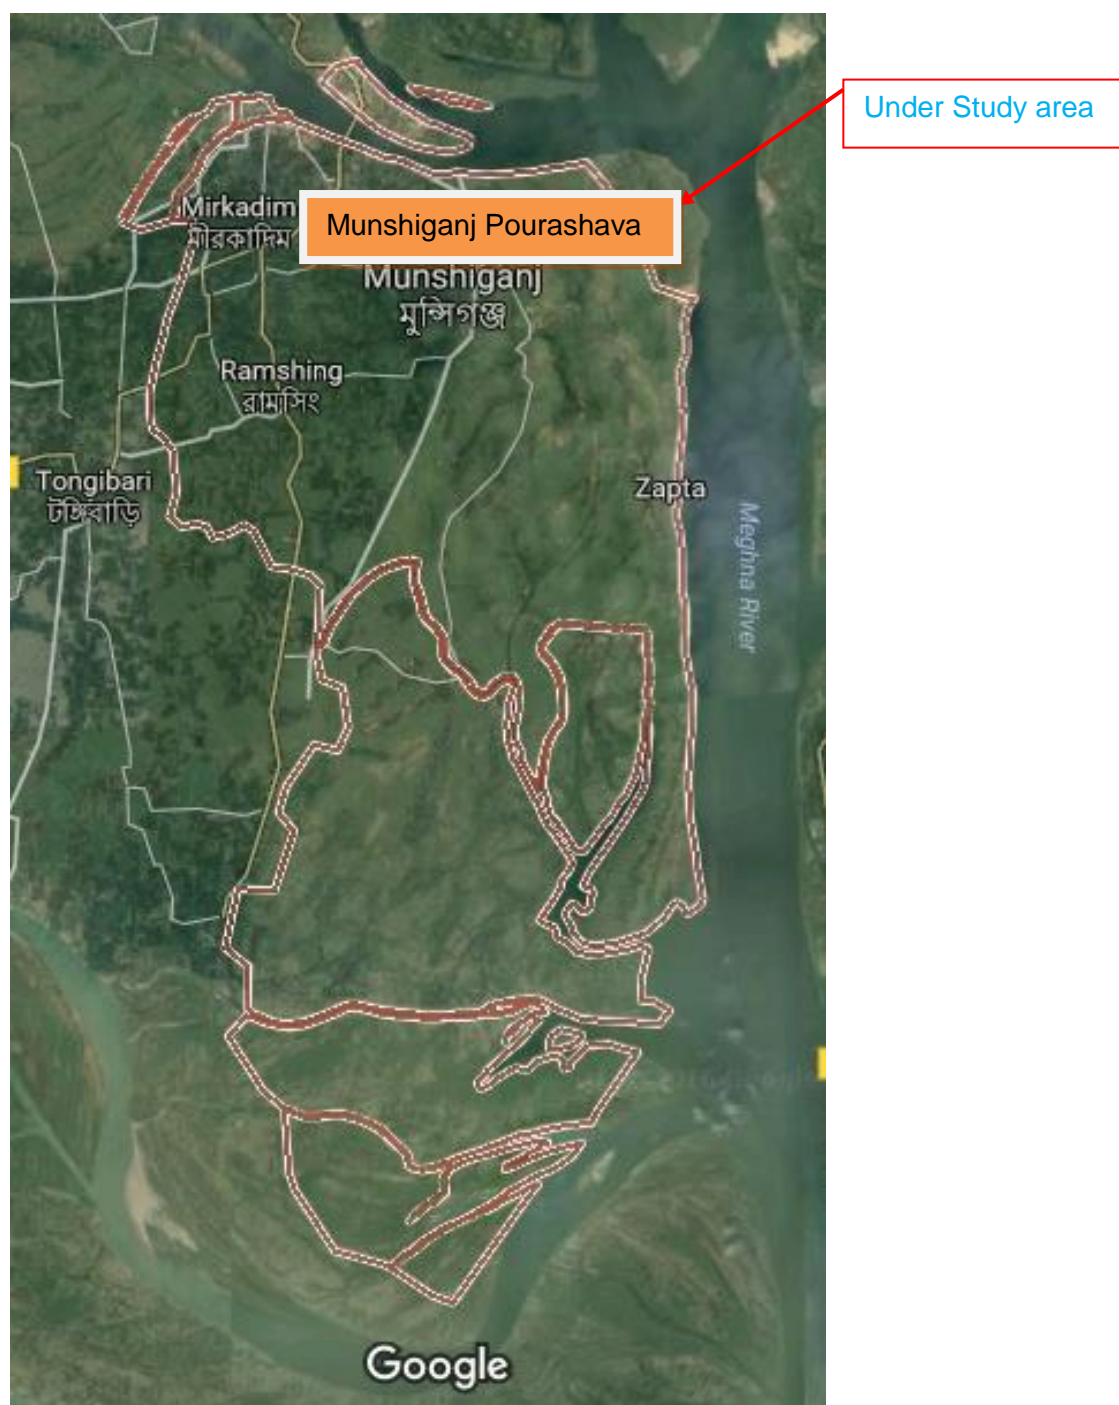 Under Study area
Mirkadim
মীরকাদিম
Munshiganj Pourashava
Munshiganj
মুন্সিগঞ্জ
Ramshing
রামসিং
Tongibari
টঙ্গিবাড়ি
Zapta
Meghna River
Google